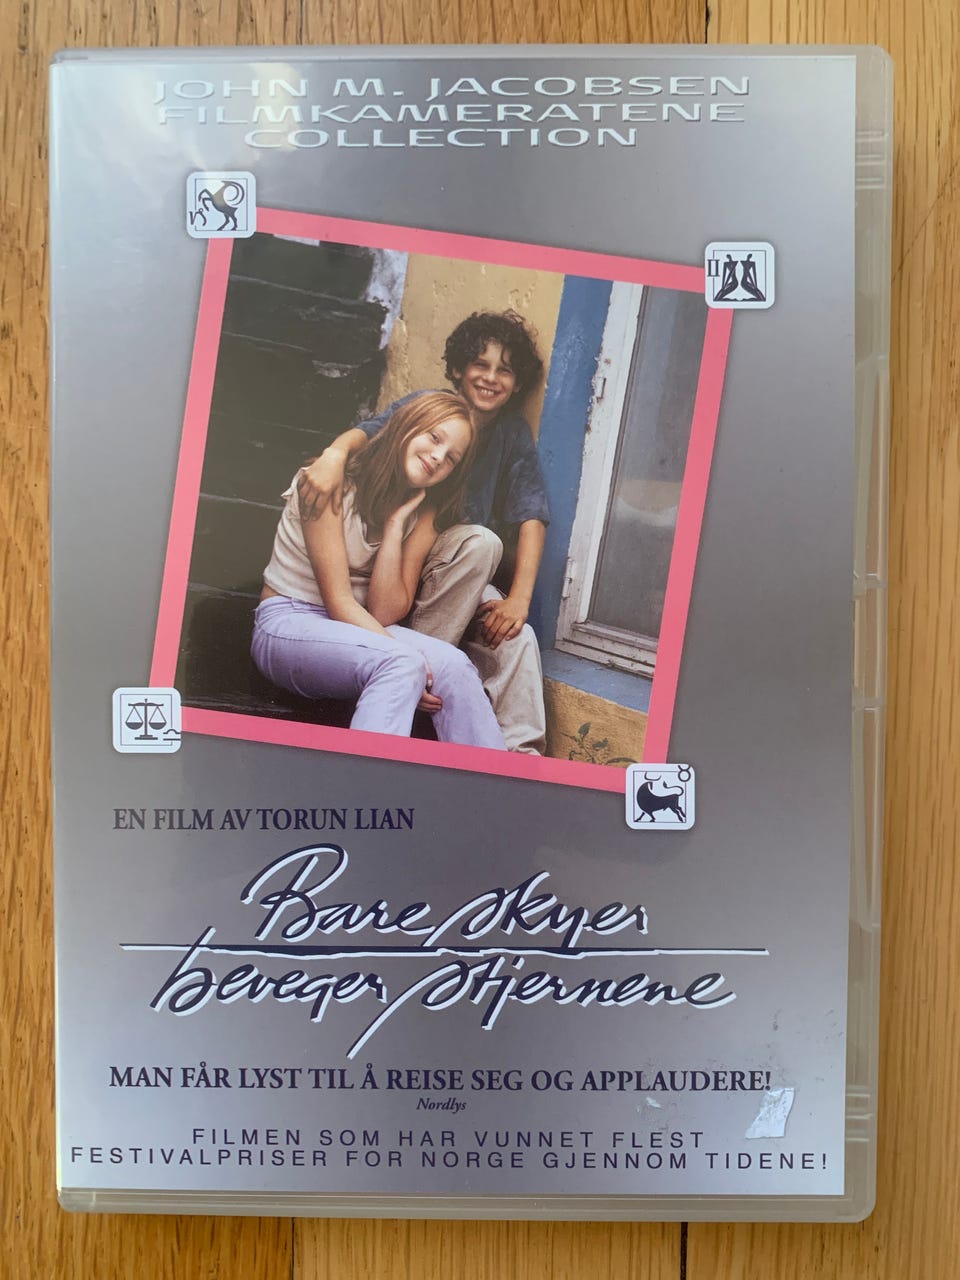 JOHN M. JACOBSEN
FILMKAMERATENE
COLLECTION
EN FILM AV TORUN LIAN
Bare skyer
beveger stjernene
MAN FÅR LYST TIL Å REISE SEG OG APPLAUDERE!
Nordlys
FILMEN SOM HAR VUNNET FLEST
FESTIVALPRISER FOR NORGE GJENNOM TIDENE!